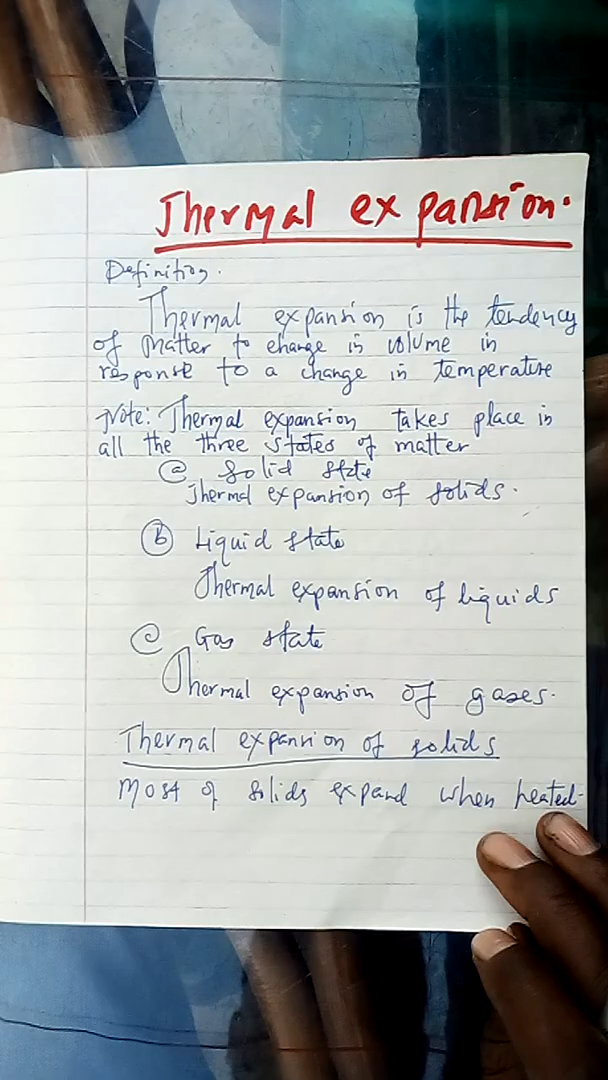 Thermal expansion.
Definition.
Thermal expansion is the tendency
of matter to change in volume in
response to a change in temperature
Note: Thermal expansion takes place in
all the three states of matter
(a) Solid state
Thermal expansion of solids.
(b) Liquid state
Thermal expansion of liquids
(c) Gas state
Thermal expansion of gases.
Thermal expansion of solids
Most of solids expand when heated.